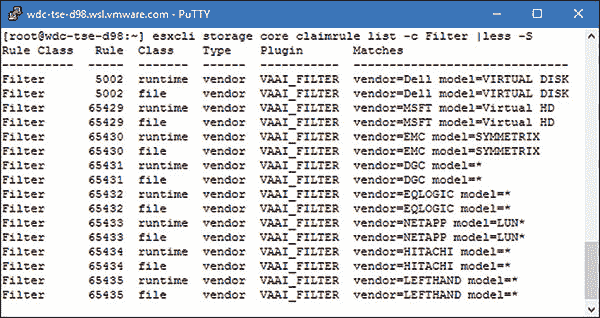 wdc-tse-d98.wsl.vmware.com - PuTTY
[root@wdc-tse-d98:~] esxcli storage core claimrule list -c Filter |less -S
Rule Class   Rule  Class    Type    Plugin       Matches
----------  -----  -------  ------  -----------  ----------------------------
Filter       5002  runtime  vendor  VAAI_FILTER  vendor=Dell model=VIRTUAL DISK
Filter       5002  file     vendor  VAAI_FILTER  vendor=Dell model=VIRTUAL DISK
Filter      65429  runtime  vendor  VAAI_FILTER  vendor=MSFT model=Virtual HD
Filter      65429  file     vendor  VAAI_FILTER  vendor=MSFT model=Virtual HD
Filter      65430  runtime  vendor  VAAI_FILTER  vendor=EMC model=SYMMETRIX
Filter      65430  file     vendor  VAAI_FILTER  vendor=EMC model=SYMMETRIX
Filter      65431  runtime  vendor  VAAI_FILTER  vendor=DGC model=*
Filter      65431  file     vendor  VAAI_FILTER  vendor=DGC model=*
Filter      65432  runtime  vendor  VAAI_FILTER  vendor=EQLOGIC model=*
Filter      65432  file     vendor  VAAI_FILTER  vendor=EQLOGIC model=*
Filter      65433  runtime  vendor  VAAI_FILTER  vendor=NETAPP model=LUN*
Filter      65433  file     vendor  VAAI_FILTER  vendor=NETAPP model=LUN*
Filter      65434  runtime  vendor  VAAI_FILTER  vendor=HITACHI model=*
Filter      65434  file     vendor  VAAI_FILTER  vendor=HITACHI model=*
Filter      65435  runtime  vendor  VAAI_FILTER  vendor=LEFTHAND model=*
Filter      65435  file     vendor  VAAI_FILTER  vendor=LEFTHAND model=*